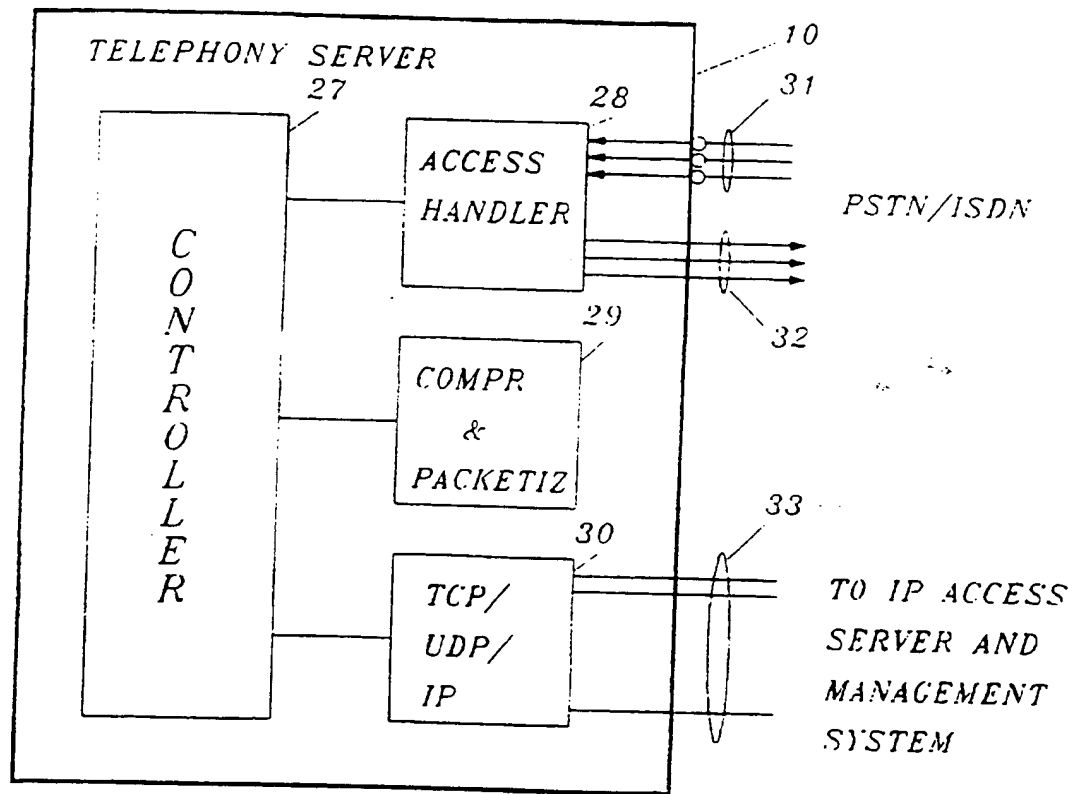 TELEPHONY SERVER
10
27
28
31
ACCESS
HANDLER
PSTN/ISDN
32
CONTROLLER
29
COMPR
&
PACKETIZ
33
30
TCP/
UDP/
IP
TO IP ACCESS
SERVER AND
MANAGEMENT
SYSTEM